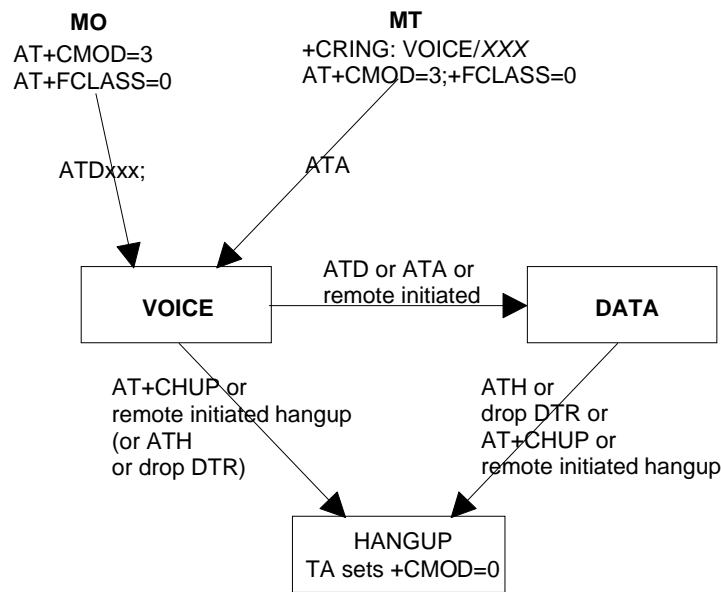 MO
AT+CMOD=3
AT+FCLASS=0
MT
+CRING: VOICE/XXX
AT+CMOD=3;+FCLASS=0
ATDxxx;
ATA
VOICE
ATD or ATA or
remote initiated
DATA
AT+CHUP or
remote initiated hangup
(or ATH
or drop DTR)
ATH or
drop DTR or
AT+CHUP or
remote initiated hangup
HANGUP
TA sets +CMOD=0